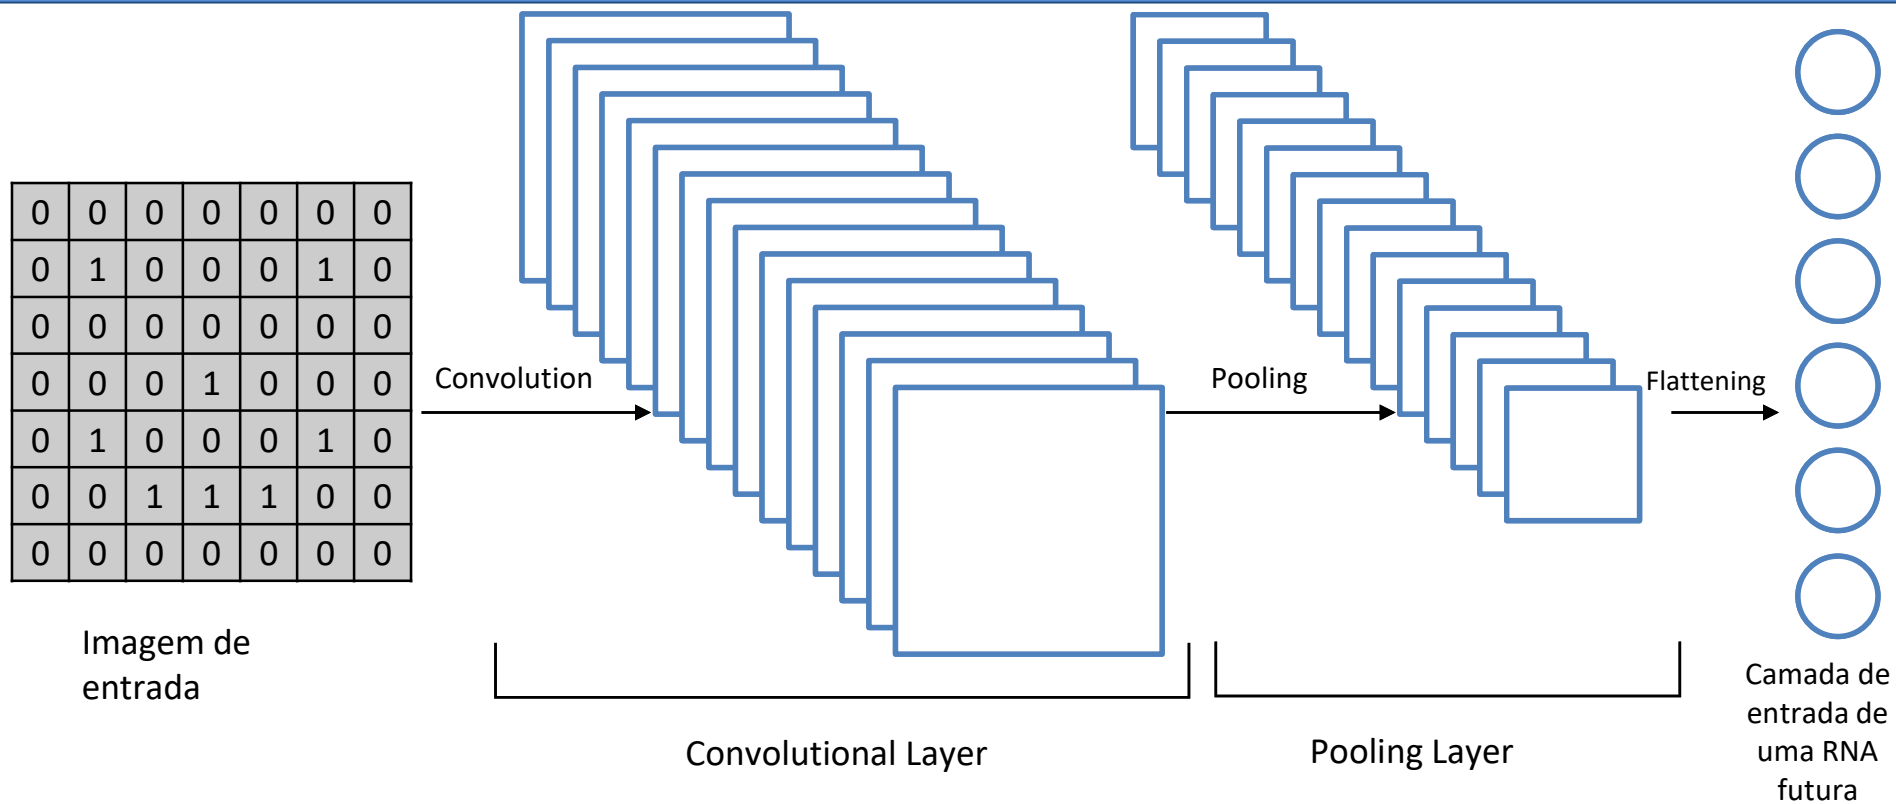 0 0 0 0 0 0 0
0 1 0 0 0 1 0
0 0 0 0 0 0 0
0 0 0 1 0 0 0
0 1 0 0 0 1 0
0 0 1 1 1 0 0
0 0 0 0 0 0 0
Imagem de
entrada
Convolution
Convolutional Layer
Pooling
Pooling Layer
Flattening
Camada de
entrada de
uma RNA
futura